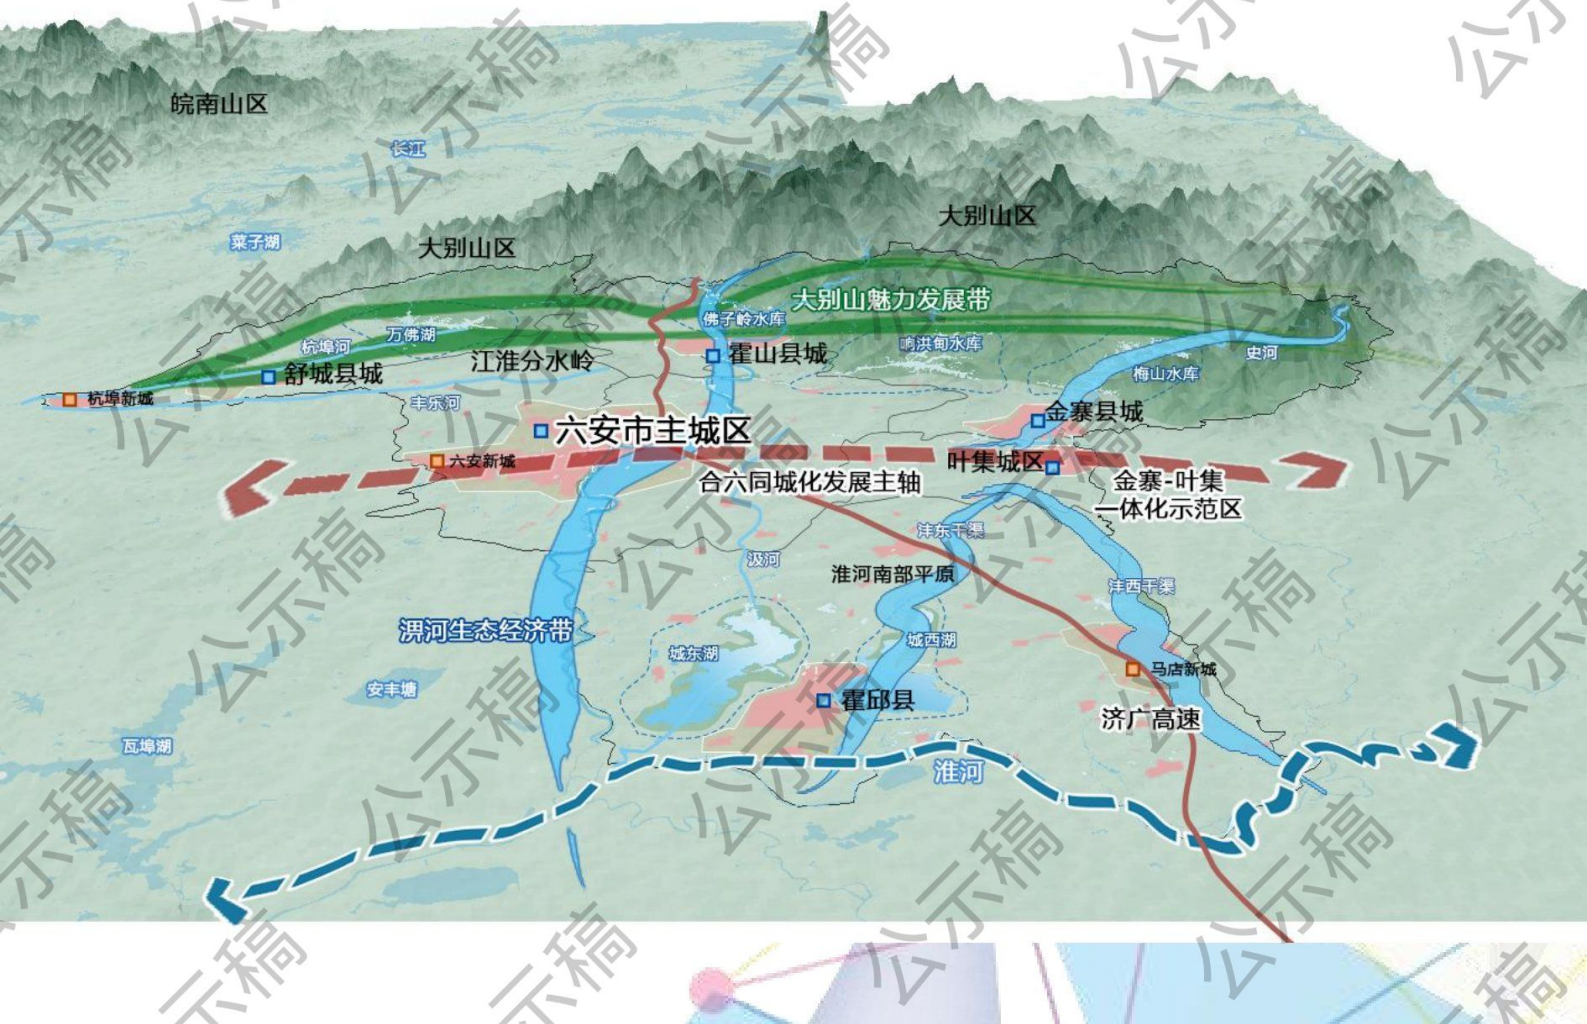 公示稿
皖南山区
长江
大别山区
菜子湖
大别山区
大别山魅力发展带
佛子岭水库
万佛湖
杭埠河
响洪甸水库
史河
江淮分水岭
霍山县城
舒城县城
梅山水库
杭埠新城
丰乐河
金寨县城
六安市主城区
六安新城
叶集城区
合六同城化发展主轴
金寨-叶集
一体化示范区
沣东干渠
汲河
淮河南部平原
沣西干渠
淠河生态经济带
城西湖
城东湖
马店新城
安丰塘
霍邱县
济广高速
瓦埠湖
淮河